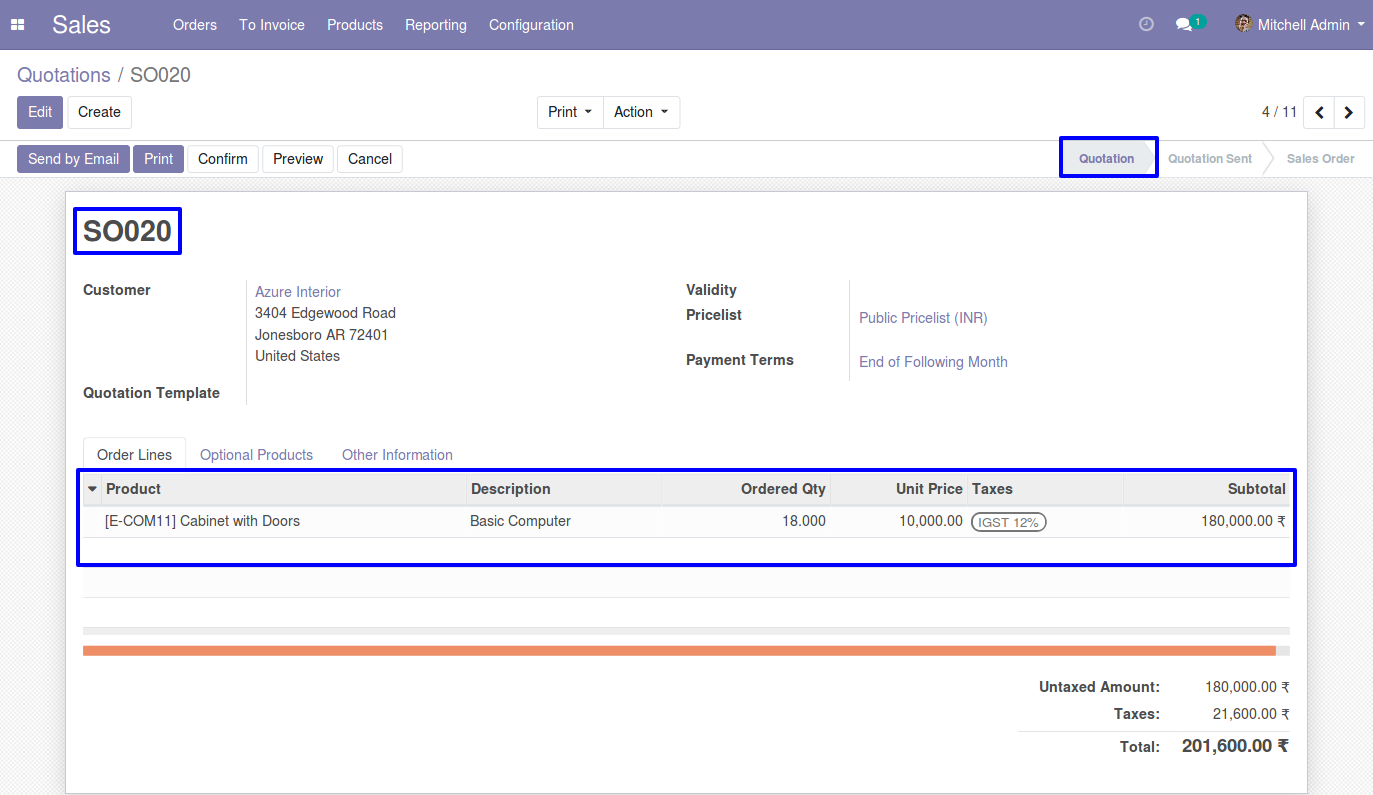 Sales Orders To Invoice Products Reporting Configuration 1 Mitchell Admin
Quotations / SO020
Edit Create Print Action 4 / 11
Send by Email Print Confirm Preview Cancel Quotation Quotation Sent Sales Order
SO020
Customer Azure Interior Validity
3404 Edgewood Road Pricelist Public Pricelist (INR)
Jonesboro AR 72401
United States Payment Terms End of Following Month
Quotation Template
Order Lines Optional Products Other Information
Product Description Ordered Qty Unit Price Taxes Subtotal
[E-COM11] Cabinet with Doors Basic Computer 18.000 10,000.00 IGST 12% 180,000.00 ₹
Untaxed Amount: 180,000.00 ₹
Taxes: 21,600.00 ₹
Total: 201,600.00 ₹